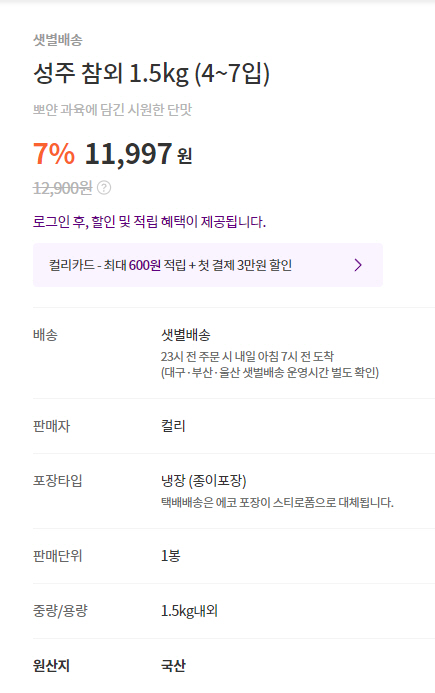 샛별배송
성주 참외 1.5kg (4~7입)
뽀얀 과육에 담긴 시원한 단맛
7% 11,997 원
12,900원 ?
로그인 후, 할인 및 적립 혜택이 제공됩니다.
컬리카드 - 최대 600원 적립 + 첫 결제 3만원 할인
배송 샛별배송
23시 전 주문 시 내일 아침 7시 전 도착
(대구·부산·울산 샛별배송 운영시간 별도 확인)
판매자 컬리
포장타입 냉장 (종이포장)
택배배송은 에코 포장이 스티로폼으로 대체됩니다.
판매단위 1봉
중량/용량 1.5kg내외
원산지 국산